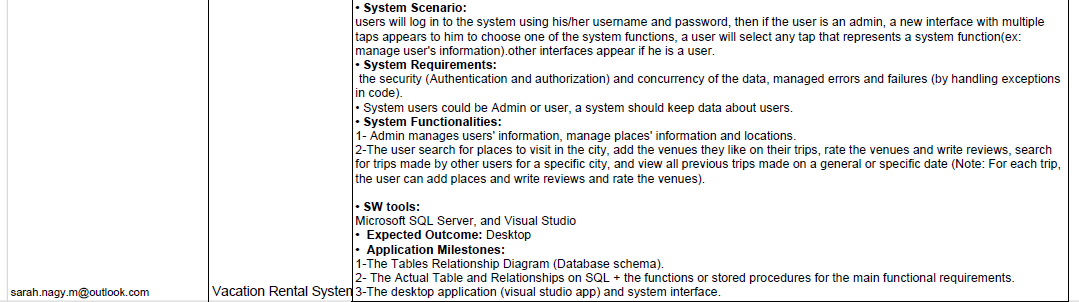 • System Scenario:
users will log in to the system using his/her username and password, then if the user is an admin, a new interface with multiple
taps appears to him to choose one of the system functions, a user will select any tap that represents a system function(ex:
manage user's information).other interfaces appear if he is a user.
• System Requirements:
the security (Authentication and authorization) and concurrency of the data, managed errors and failures (by handling exceptions
in code).
• System users could be Admin or user, a system should keep data about users.
• System Functionalities:
1- Admin manages users' information, manage places' information and locations.
2-The user search for places to visit in the city, add the venues they like on their trips, rate the venues and write reviews, search
for trips made by other users for a specific city, and view all previous trips made on a general or specific date (Note: For each trip,
the user can add places and write reviews and rate the venues).
• SW tools:
Microsoft SQL Server, and Visual Studio
• Expected Outcome: Desktop
• Application Milestones:
1-The Tables Relationship Diagram (Database schema).
2- The Actual Table and Relationships on SQL + the functions or stored procedures for the main functional requirements.
sarah.nagy.m@outlook.com Vacation Rental System 3-The desktop application (visual studio app) and system interface.